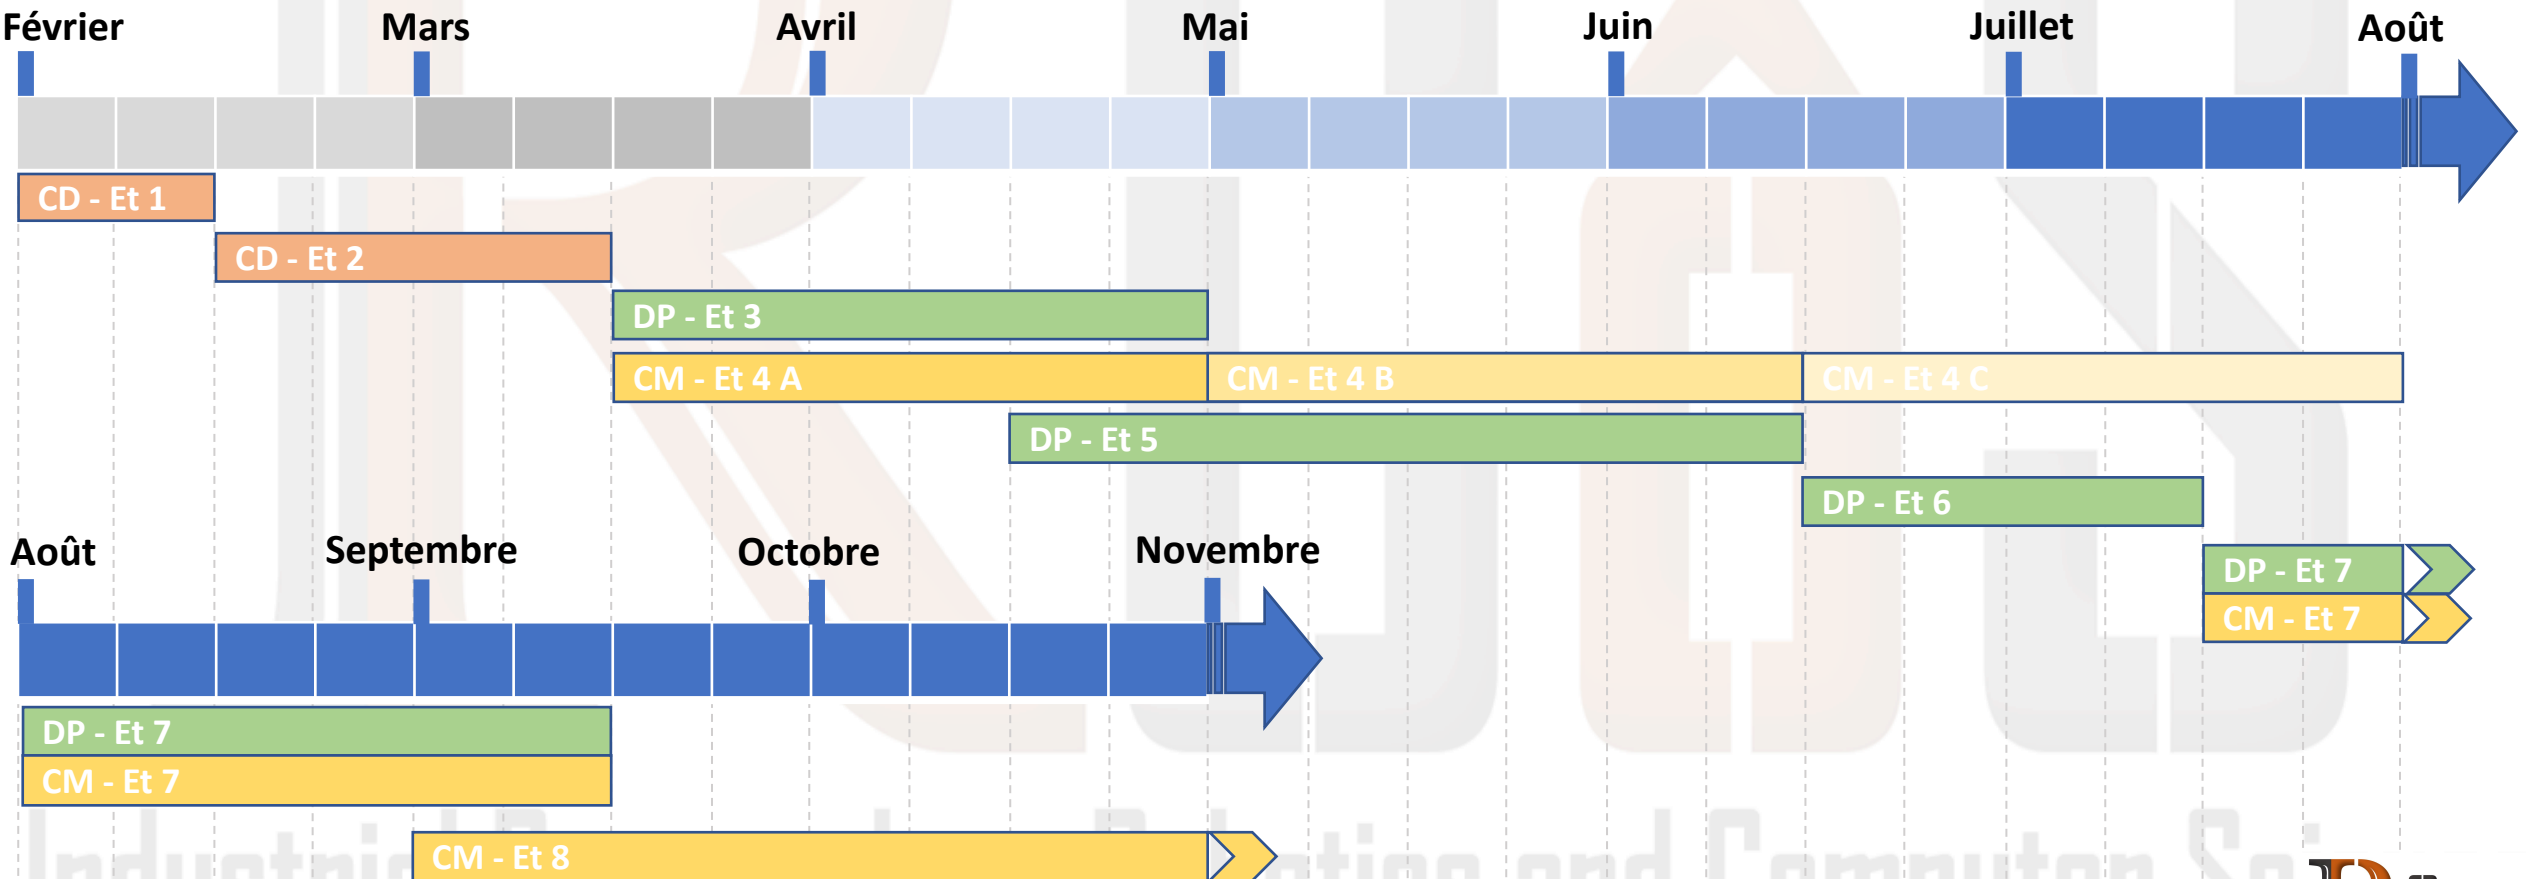 Février Mars Avril Mai Juin Juillet Août
CD - Et 1
CD - Et 2
DP - Et 3
CM - Et 4 A CM - Et 4 B CM - Et 4 C
DP - Et 5
DP - Et 6
DP - Et 7
CM - Et 7
Août Septembre Octobre Novembre
DP - Et 7
CM - Et 7
CM - Et 8